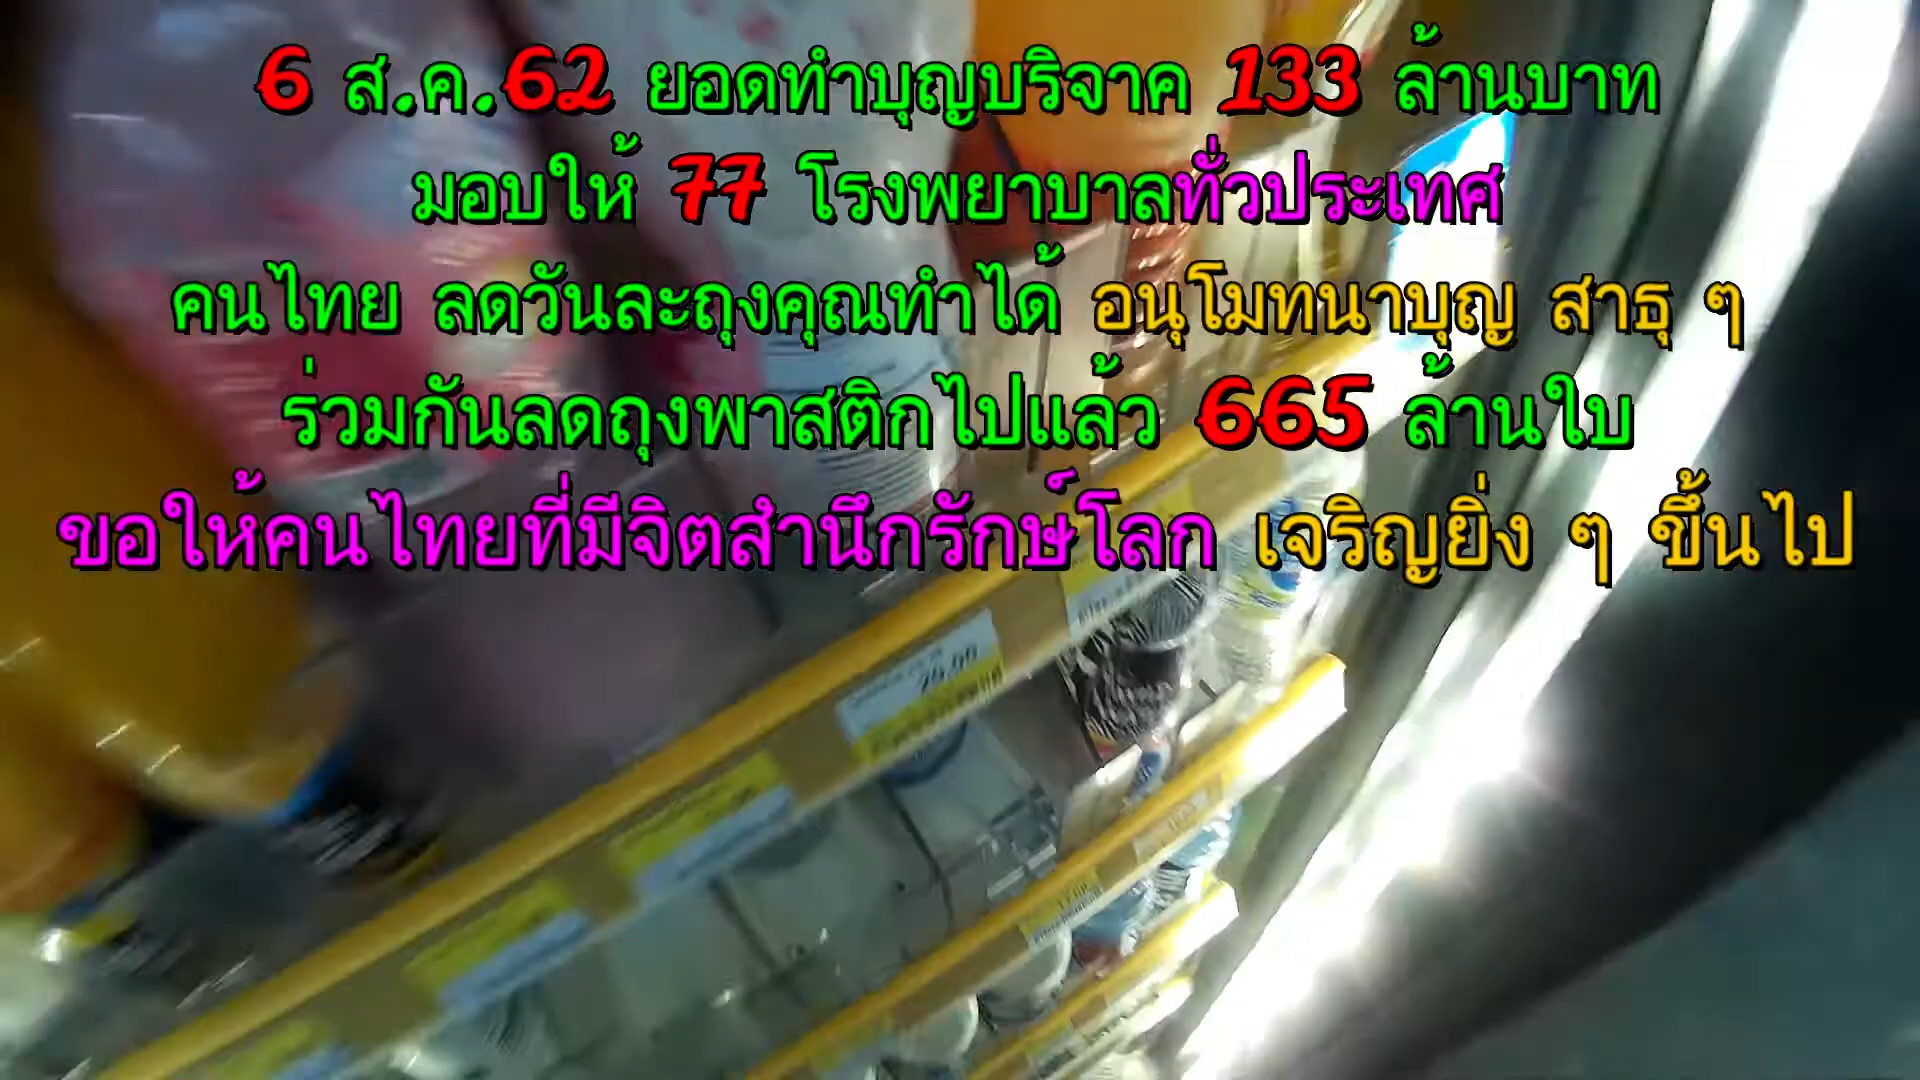 6 ส.ค.62 ยอดทำบุญบริจาค 133 ล้านบาท
มอบให้ 77 โรงพยาบาลทั่วประเทศ
คนไทย ลดวันละถุงคุณทำได้ อนุโมทนาบุญ สาธุ ๆ
ร่วมกันลดถุงพาสติกไปแล้ว 665 ล้านใบ
ขอให้คนไทยที่มีจิตสำนึกรักษ์โลก เจริญยิ่ง ๆ ขึ้นไป